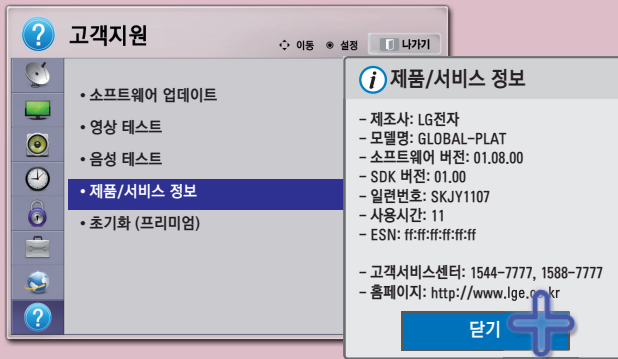 고객지원
이동 설정 나가기
• 소프트웨어 업데이트
• 영상 테스트
• 음성 테스트
• 제품/서비스 정보
• 초기화 (프리미엄)
i 제품/서비스 정보
– 제조사: LG전자
– 모델명: GLOBAL-PLAT
– 소프트웨어 버전: 01.08.00
– SDK 버전: 01.00
– 일련번호: SKJY1107
– 사용시간: 11
– ESN: ff:ff:ff:ff:ff:ff
– 고객서비스센터: 1544-7777, 1588-7777
– 홈페이지: http://www.lge.co.kr
닫기